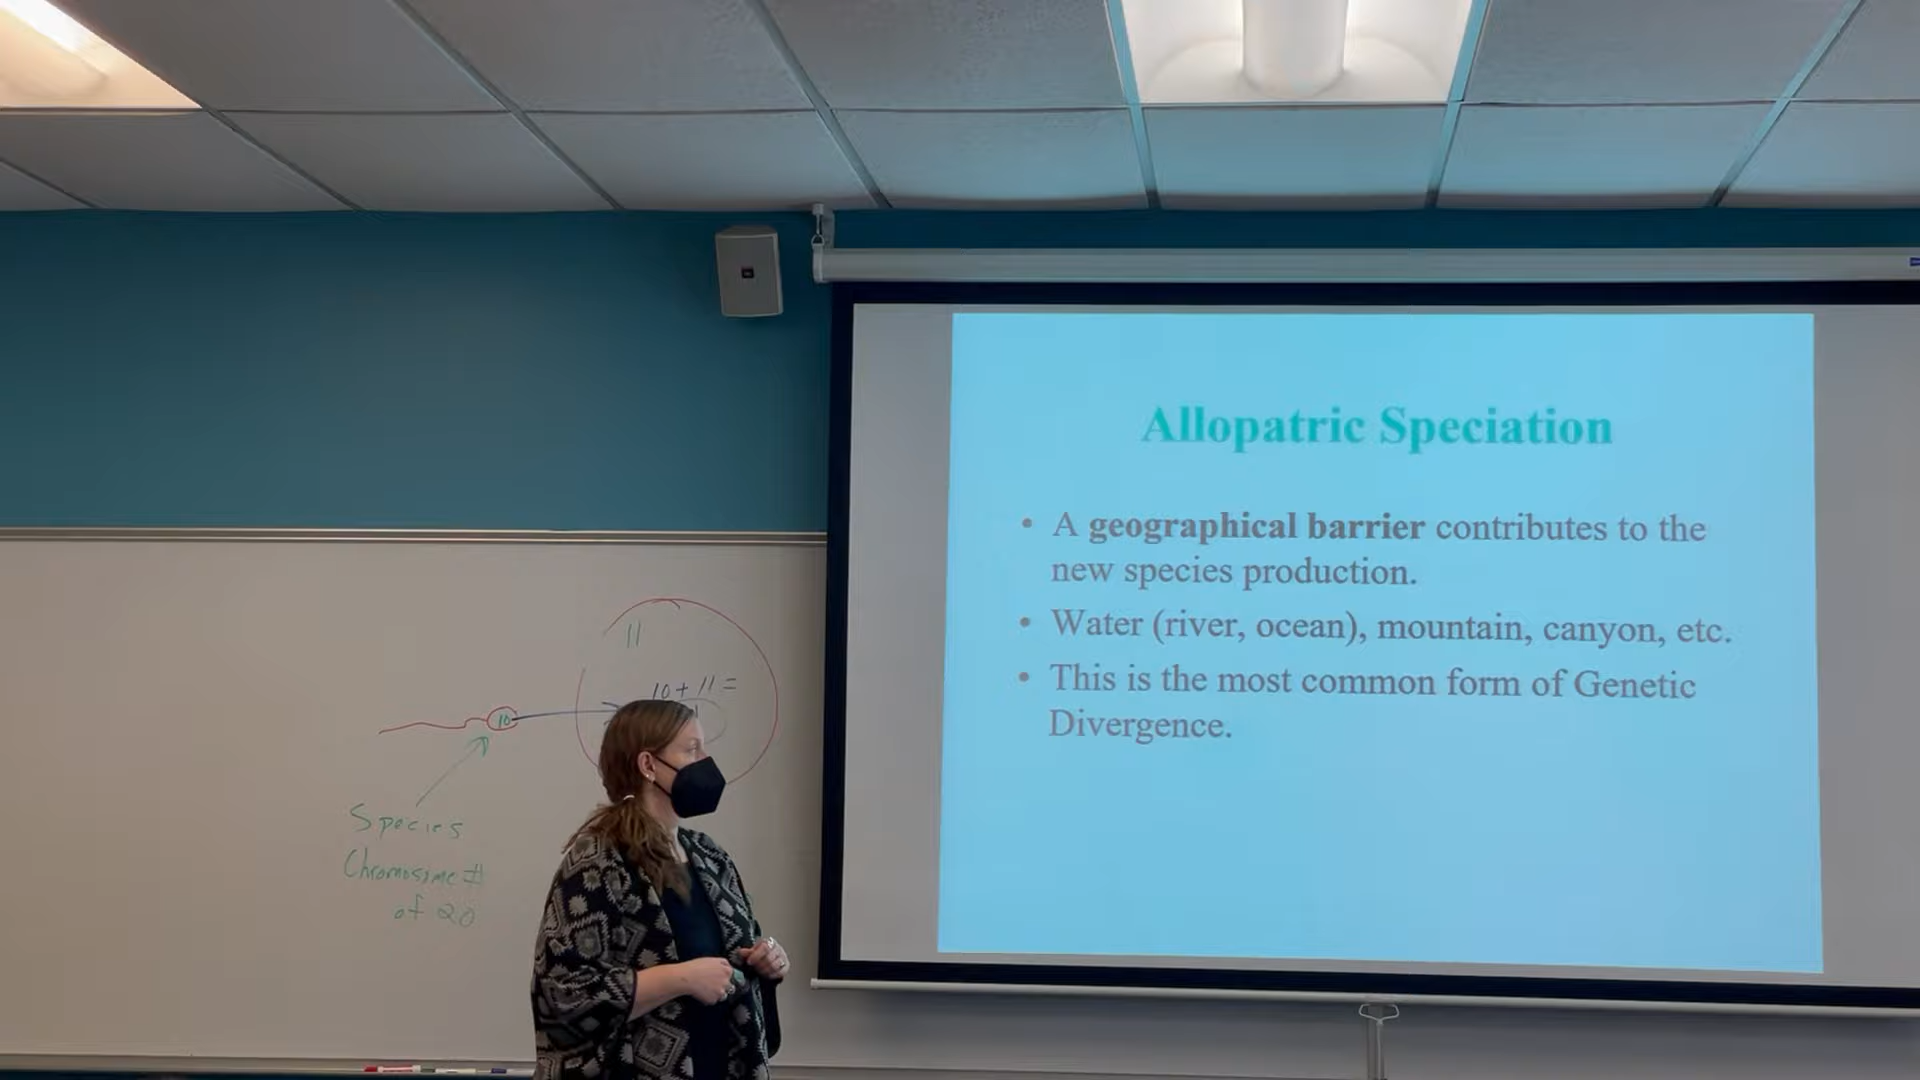 Allopatric Speciation
• A geographical barrier contributes to the
new species production.
• Water (river, ocean), mountain, canyon, etc.
• This is the most common form of Genetic
Divergence.
11
10 + 11 =
10
Species
Chromosome #
of 20